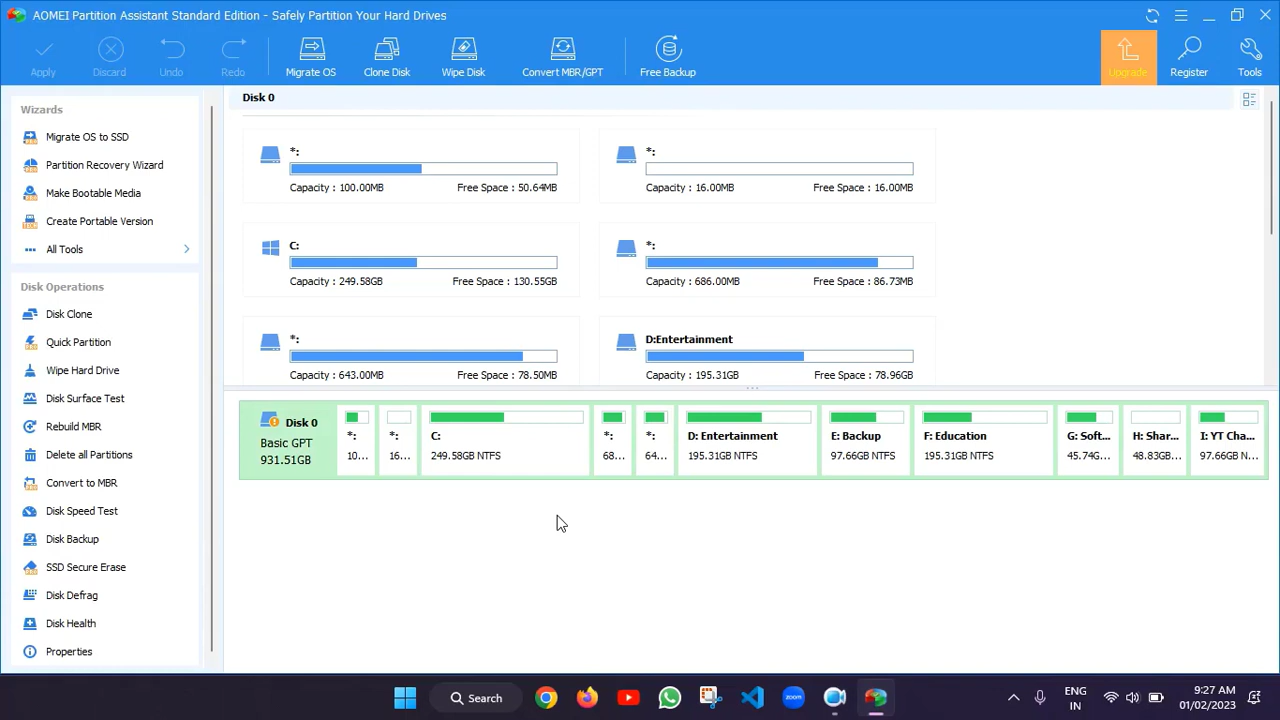 AOMEI Partition Assistant Standard Edition - Safely Partition Your Hard Drives
Apply
Discard
Undo
Redo
Migrate OS
Clone Disk
Wipe Disk
Convert MBR/GPT
Free Backup
Upgrade
Register
Tools
Wizards
Migrate OS to SSD
Partition Recovery Wizard
Make Bootable Media
Create Portable Version
All Tools
Disk Operations
Disk Clone
Quick Partition
Wipe Hard Drive
Disk Surface Test
Rebuild MBR
Delete all Partitions
Convert to MBR
Disk Speed Test
Disk Backup
SSD Secure Erase
Disk Defrag
Disk Health
Properties
Disk 0
*:
Capacity : 100.00MB Free Space : 50.64MB
*:
Capacity : 16.00MB Free Space : 16.00MB
C:
Capacity : 249.58GB Free Space : 130.55GB
*:
Capacity : 686.00MB Free Space : 86.73MB
*:
Capacity : 643.00MB Free Space : 78.50MB
D:Entertainment
Capacity : 195.31GB Free Space : 78.96GB
Disk 0
Basic GPT
931.51GB
*:
10...
*:
16...
C:
249.58GB NTFS
*:
68...
*:
64...
D: Entertainment
195.31GB NTFS
E: Backup
97.66GB NTFS
F: Education
195.31GB NTFS
G: Soft...
45.74G...
H: Shar...
48.83GB...
I: YT Cha...
97.66GB N...
Search
zoom
ENG
IN
9:27 AM
01/02/2023